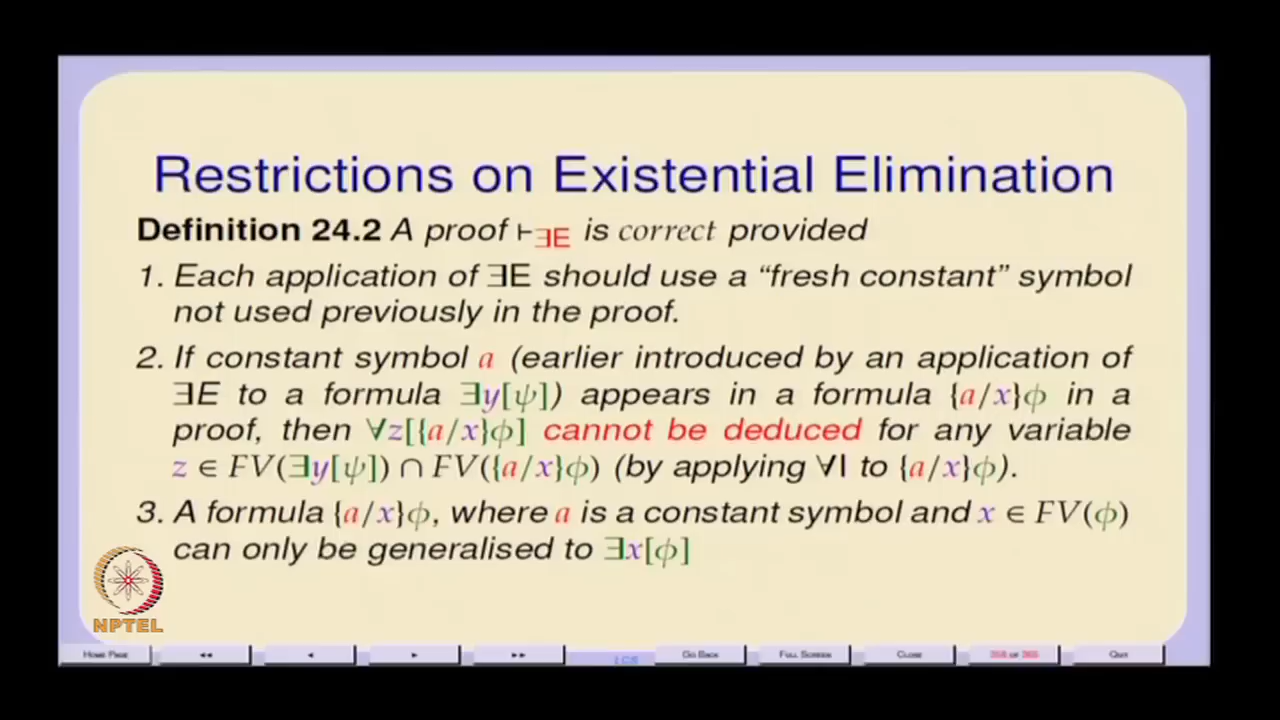 Restrictions on Existential Elimination
Definition 24.2 A proof ⊢∃E is correct provided
1. Each application of ∃E should use a “fresh constant” symbol
not used previously in the proof.
2. If constant symbol a (earlier introduced by an application of
∃E to a formula ∃y[ψ]) appears in a formula {a/x}ϕ in a
proof, then ∀z[{a/x}ϕ] cannot be deduced for any variable
z ∈ FV(∃y[ψ]) ∩ FV({a/x}ϕ) (by applying ∀I to {a/x}ϕ).
3. A formula {a/x}ϕ, where a is a constant symbol and x ∈ FV(ϕ)
can only be generalised to ∃x[ϕ]
NPTEL
Home Page ◂◂ ◂ ▸ ▸▸ LCS Go Back Full Screen Close Quit